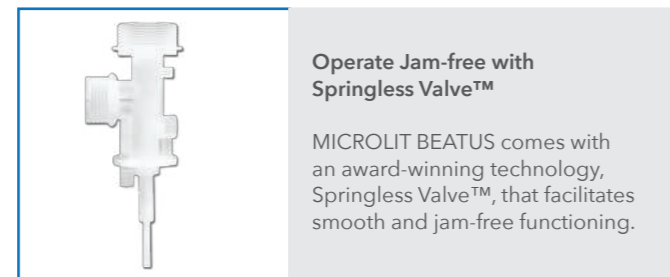 Operate Jam-free with
Springless Valve™
MICROLIT BEATUS comes with
an award-winning technology,
Springless Valve™, that facilitates
smooth and jam-free functioning.